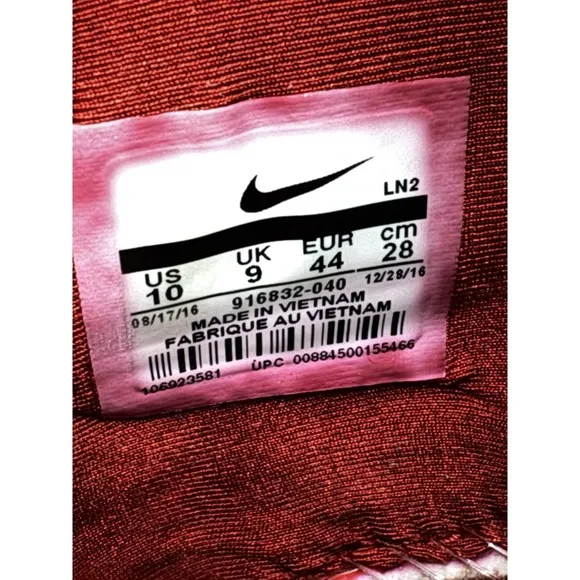 LN2
US UK EUR cm
10 9 44 28
08/17/16 916832-040 12/28/16
MADE IN VIETNAM
FABRIQUE AU VIETNAM
106923581 UPC 00884500155466